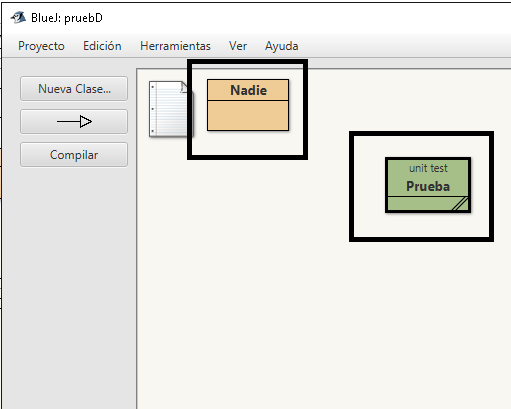 BlueJ: pruebD
Proyecto Edición Herramientas Ver Ayuda
Nueva Clase...
Compilar
Nadie
unit test
Prueba